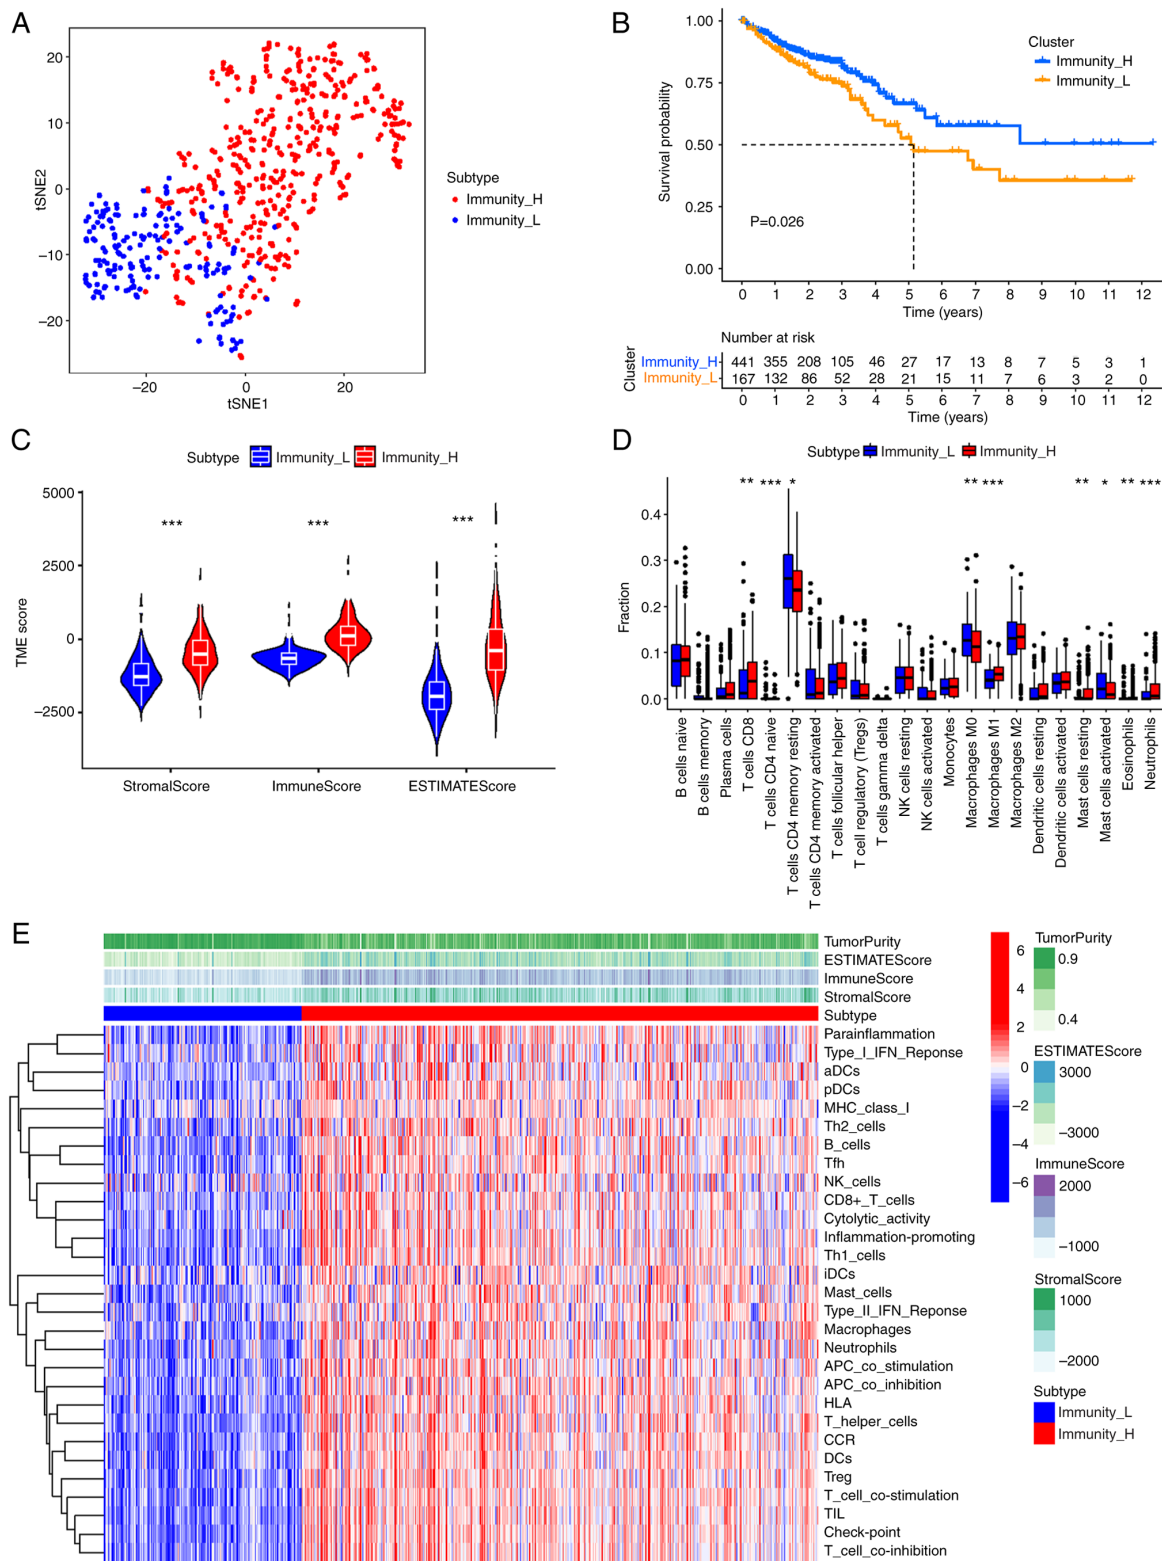 A
20
10
0
−10
−20
tSNE2
−20
0
20
tSNE1
Subtype
Immunity_H
Immunity_L
B
1.00
0.75
0.50
0.25
0.00
Survival probability
Cluster
Immunity_H
Immunity_L
P=0.026
0 1 2 3 4 5 6 7 8 9 10 11 12
Time (years)
Number at risk
Cluster
Immunity_H 441 355 208 105 46 27 17 13 8 7 5 3 1
Immunity_L 167 132 86 52 28 21 15 11 7 6 3 2 0
0 1 2 3 4 5 6 7 8 9 10 11 12
Time (years)
C
Subtype Immunity_L Immunity_H
5000
2500
0
−2500
TME score
*** *** ***
StromalScore ImmuneScore ESTIMATEScore
D
Subtype Immunity_L Immunity_H
** *** * ** *** ** * ** ***
0.4
0.3
0.2
0.1
0.0
Fraction
B cells naive
B cells memory
Plasma cells
T cells CD8
T cells CD4 naive
T cells CD4 memory resting
T cells CD4 memory activated
T cells follicular helper
T cell regulatory (Tregs)
T cells gamma delta
NK cells resting
NK cells activated
Monocytes
Macrophages M0
Macrophages M1
Macrophages M2
Dendritic cells resting
Dendritic cells activated
Mast cells resting
Mast cells activated
Eosinophils
Neutrophils
E
TumorPurity
ESTIMATEScore
ImmuneScore
StromalScore
Subtype
Parainflammation
Type_I_IFN_Reponse
aDCs
pDCs
MHC_class_I
Th2_cells
B_cells
Tfh
NK_cells
CD8+_T_cells
Cytolytic_activity
Inflammation-promoting
Th1_cells
iDCs
Mast_cells
Type_II_IFN_Reponse
Macrophages
Neutrophils
APC_co_stimulation
APC_co_inhibition
HLA
T_helper_cells
CCR
DCs
Treg
T_cell_co-stimulation
TIL
Check-point
T_cell_co-inhibition
6
4
2
0
−2
−4
−6
TumorPurity
0.9
0.4
ESTIMATEScore
3000
−3000
ImmuneScore
2000
−1000
StromalScore
1000
−2000
Subtype
Immunity_L
Immunity_H